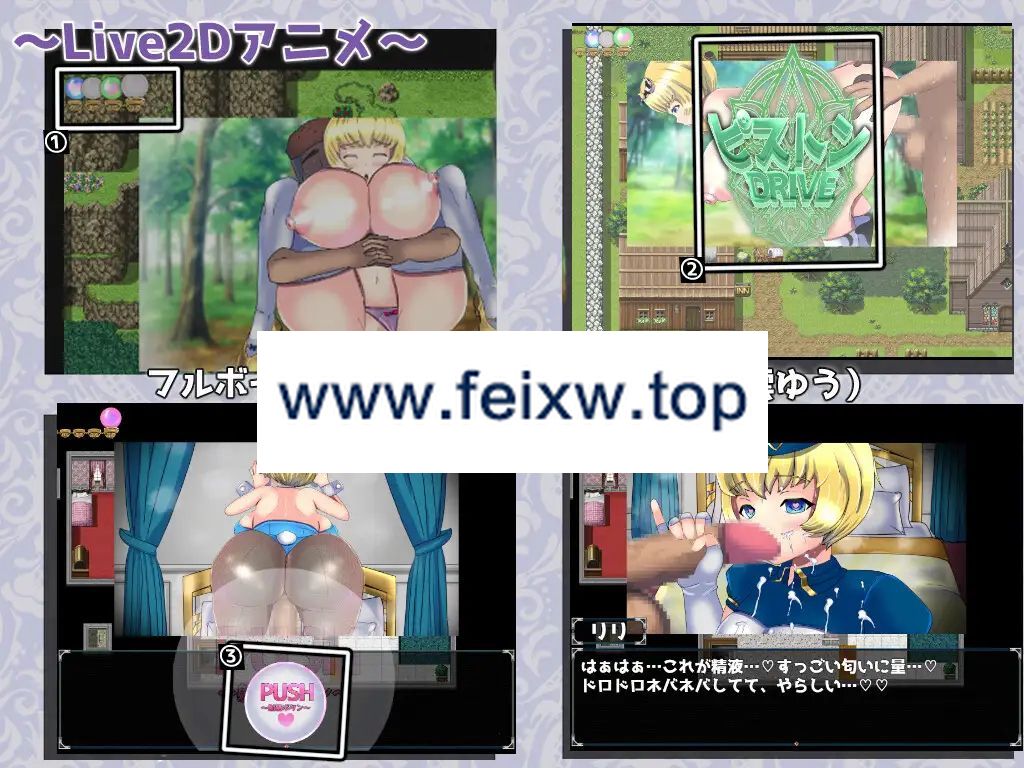 ～Live2Dアニメ～
①
ピストン
DRIVE
②
INN
フルボ
ゆう）
www.feixw.top
③
PUSH
リリ
はぁはぁ…これが精液…♡すっごい匂いに量…♡
ドロドロネバネバしてて、やらしい…♡♡